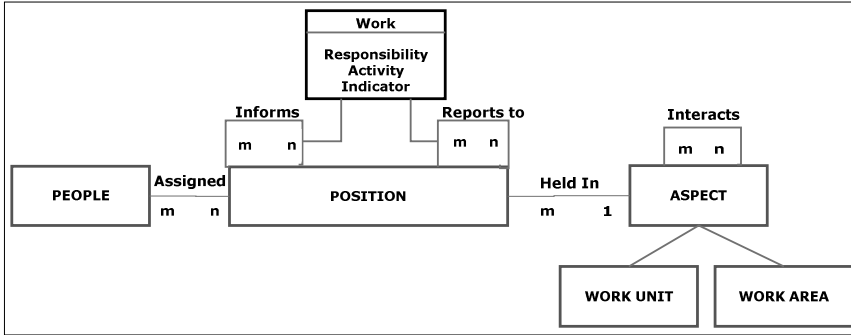 Work
Responsibility
Activity
Indicator
Informs
Reports to
Interacts
m n
m n
m n
PEOPLE
Assigned
m n
POSITION
Held In
m 1
ASPECT
WORK UNIT
WORK AREA